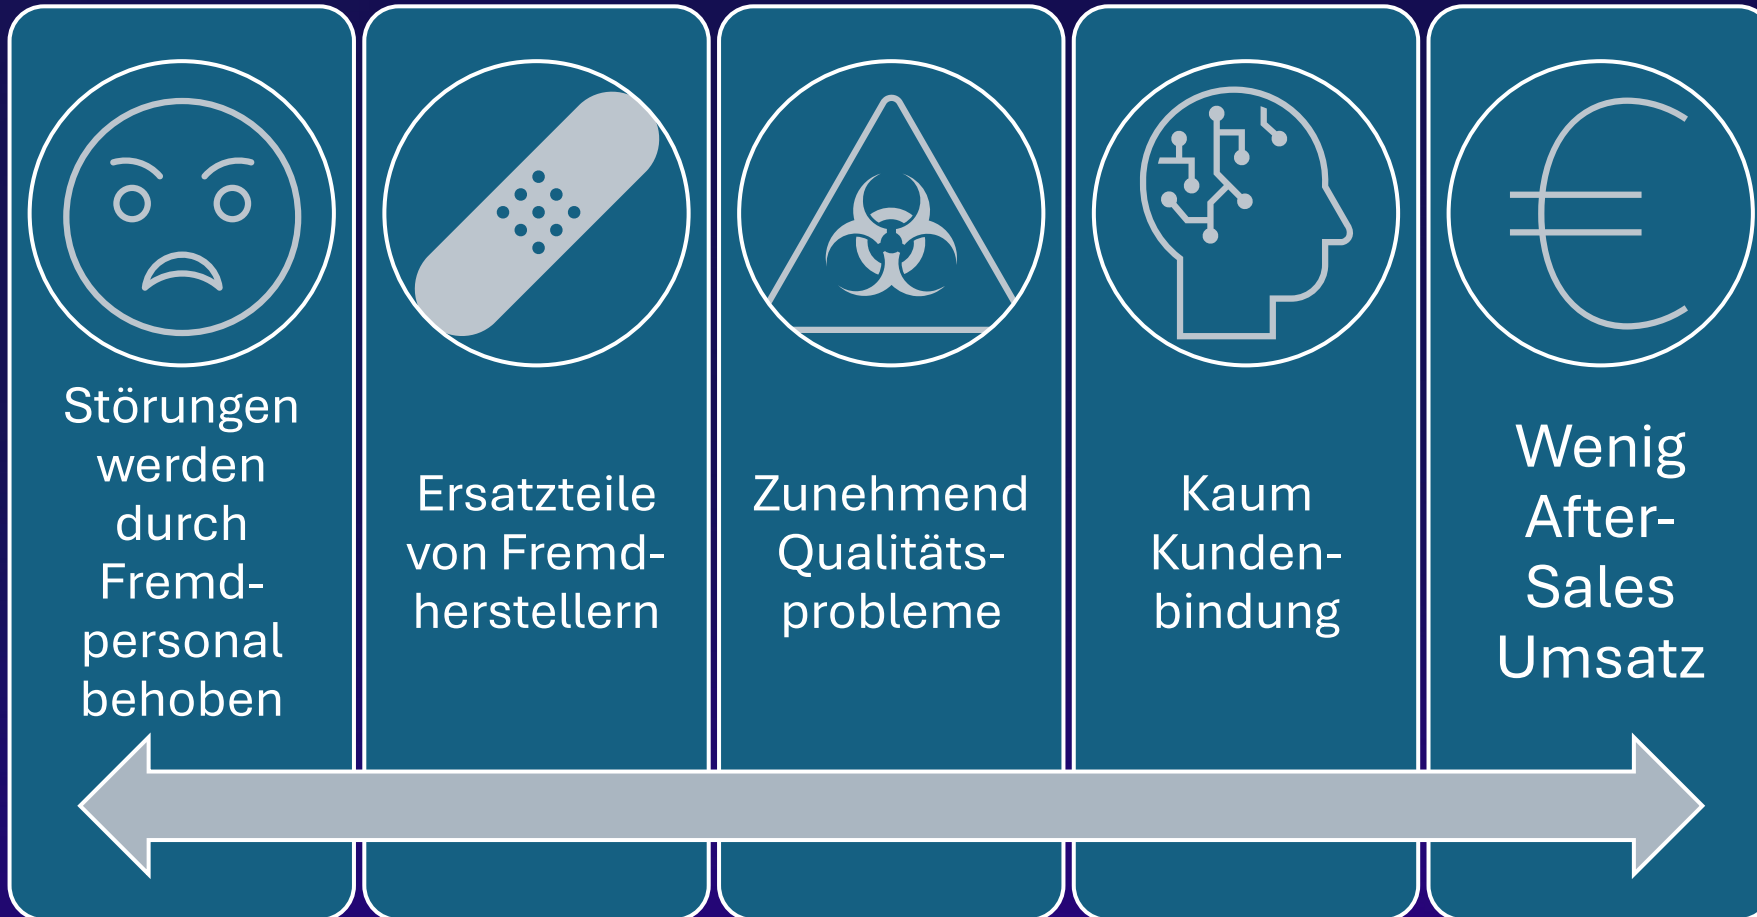 Störungen
werden
durch
Fremd-
personal
behoben
Ersatzteile
von Fremd-
herstellern
Zunehmend
Qualitäts-
probleme
Kaum
Kunden-
bindung
Wenig
After-
Sales
Umsatz